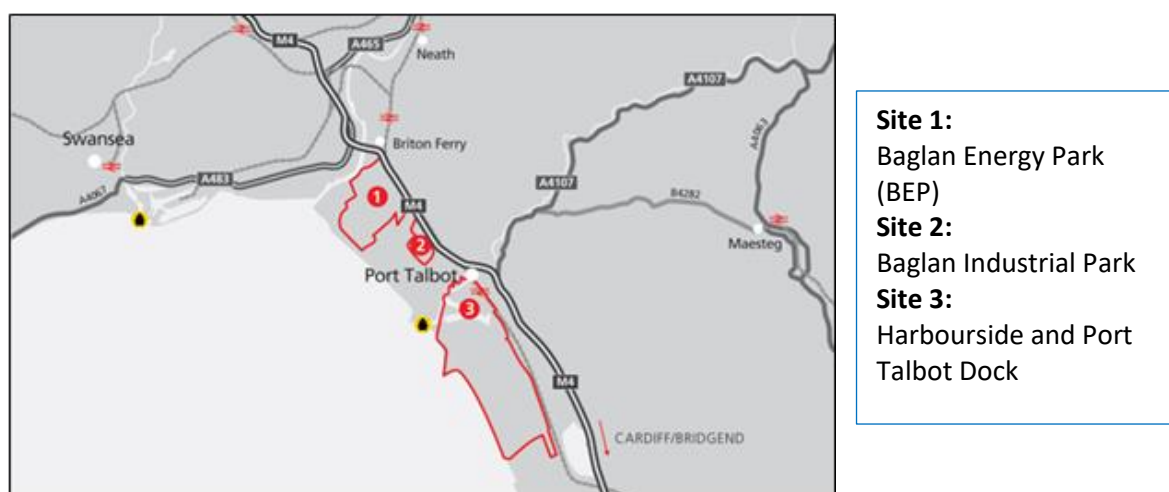 M4
A465
Neath
A4107
Swansea
Briton Ferry
A4063
A483
A4067
1
A4107
B4282
M4
2
Maesteg
Port Talbot
3
M4
CARDIFF/BRIDGEND
Site 1:
Baglan Energy Park
(BEP)
Site 2:
Baglan Industrial Park
Site 3:
Harbourside and Port
Talbot Dock